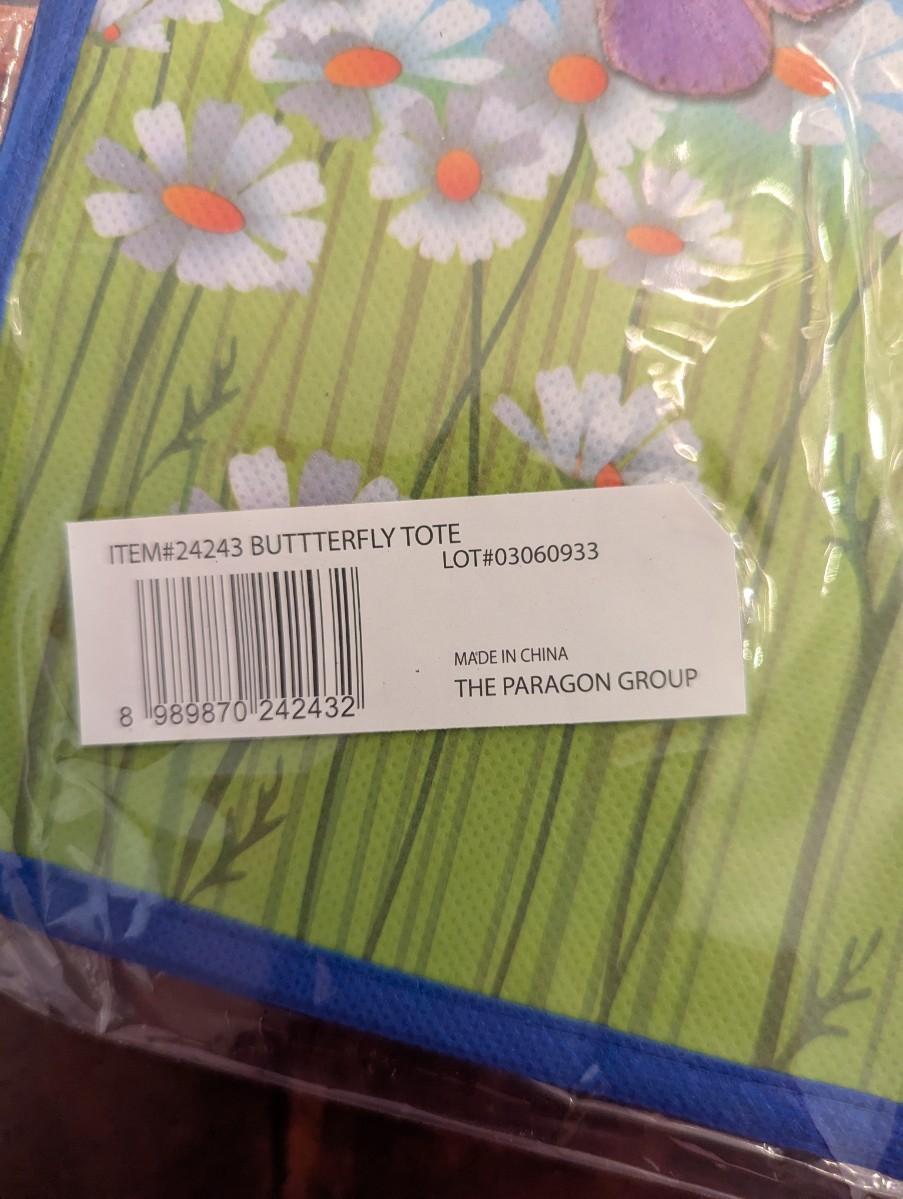 ITEM#24243 BUTTTERFLY TOTE
LOT#03060933
MADE IN CHINA
THE PARAGON GROUP
8 989870 242432